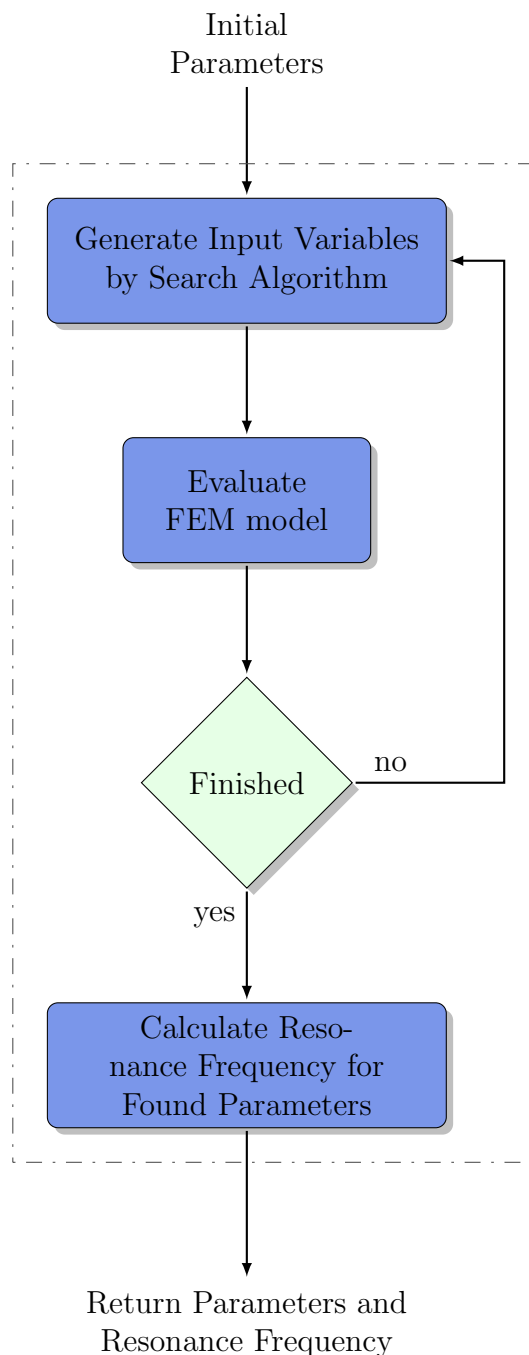 Initial
Parameters
Generate Input Variables
by Search Algorithm
Evaluate
FEM model
Finished
no
yes
Calculate Reso-
nance Frequency for
Found Parameters
Return Parameters and
Resonance Frequency